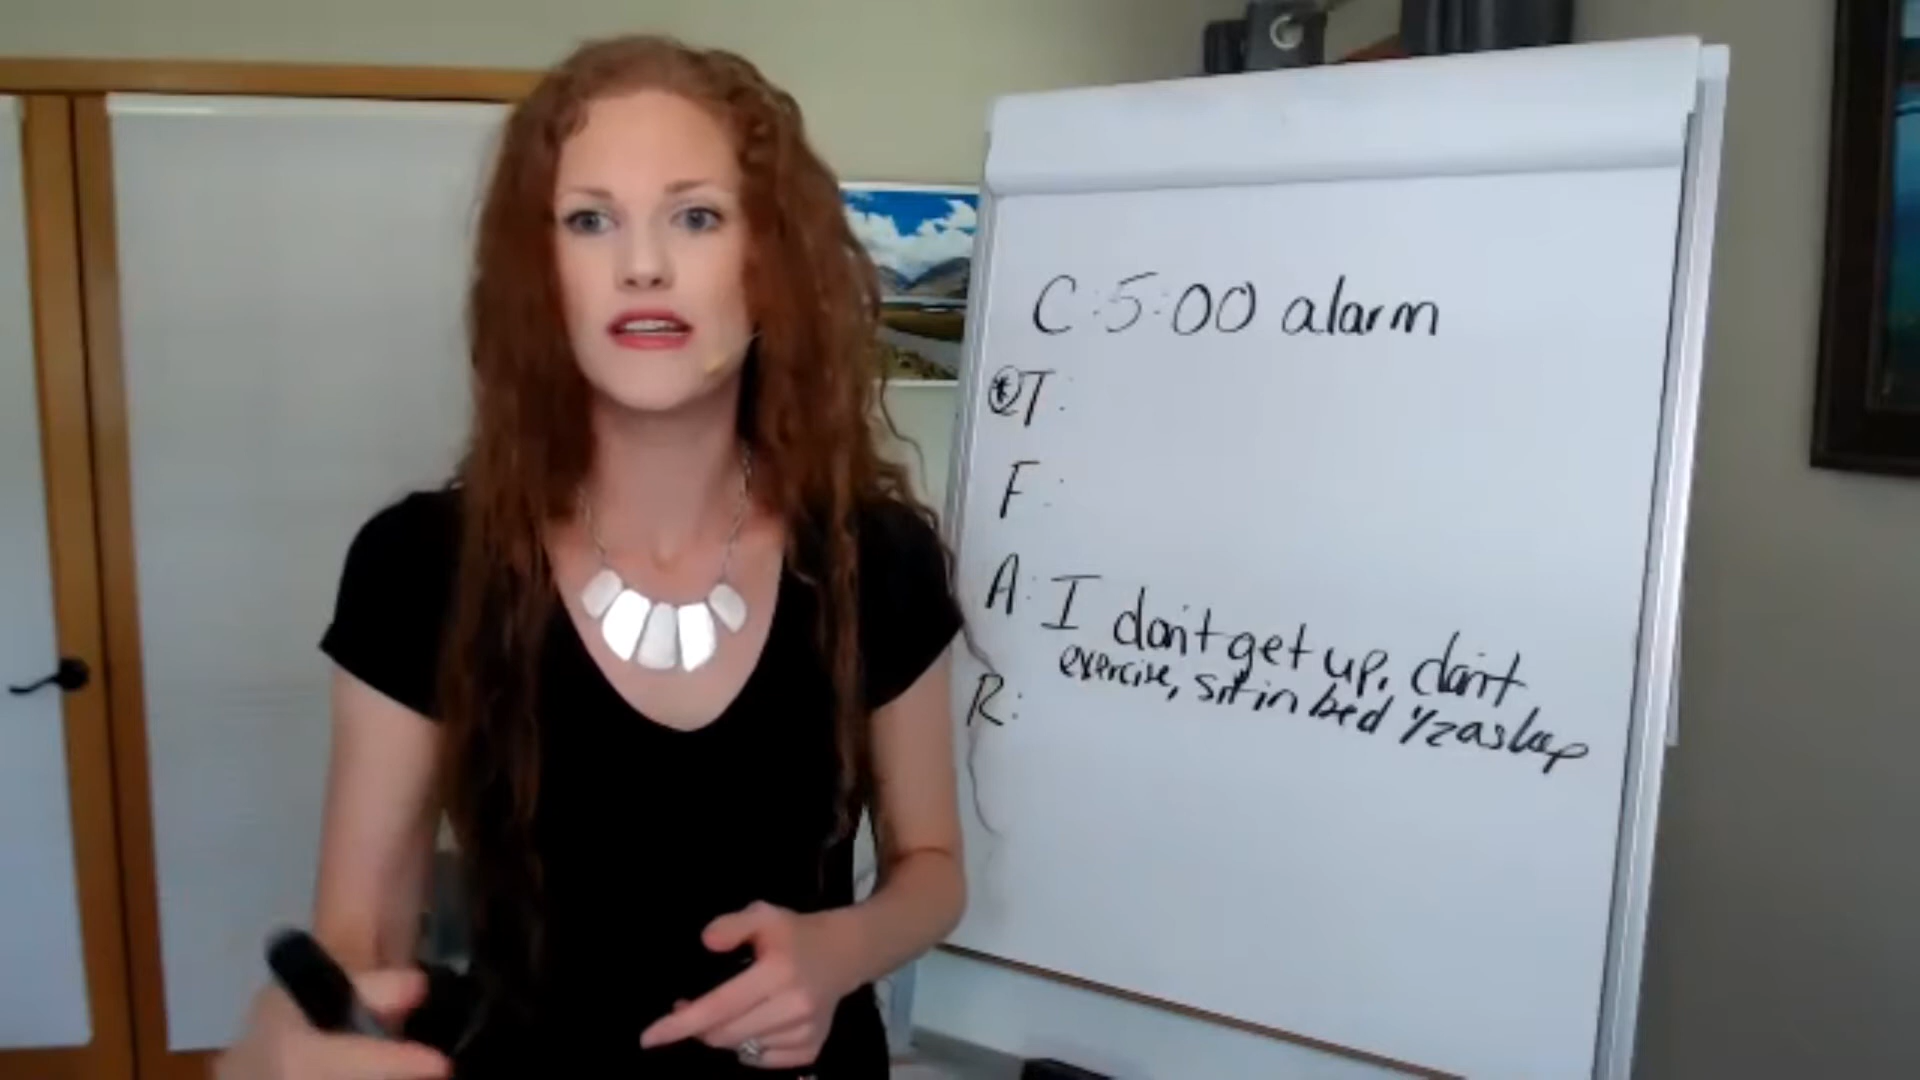 C: 5:00 alarm
* T:
F:
A: I don't get up, don't
exercise, sit in bed 1/2 asleep
R: